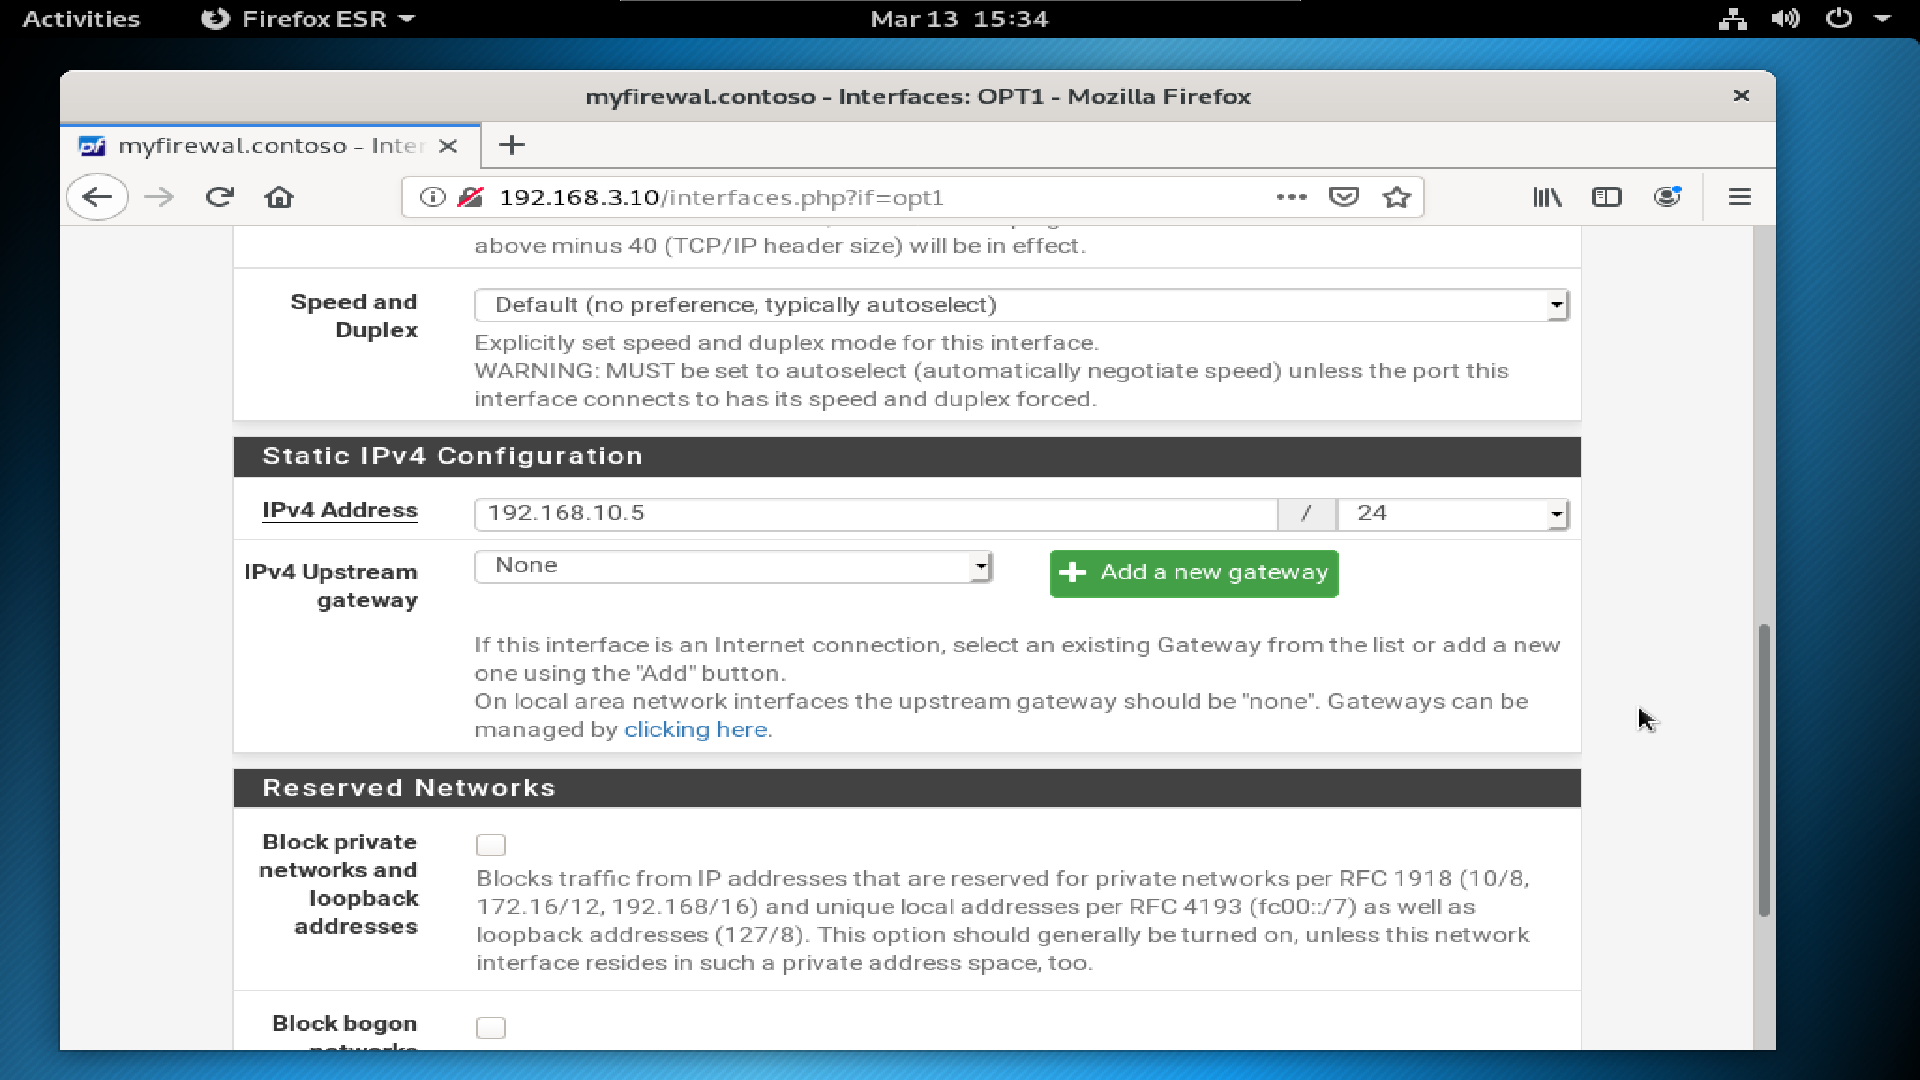 Activities
Firefox ESR
Mar 13 15:34
myfirewal.contoso - Interfaces: OPT1 - Mozilla Firefox
myfirewal.contoso - Inter
192.168.3.10/interfaces.php?if=opt1
above minus 40 (TCP/IP header size) will be in effect.
Speed and
Duplex
Default (no preference, typically autoselect)
Explicitly set speed and duplex mode for this interface.
WARNING: MUST be set to autoselect (automatically negotiate speed) unless the port this
interface connects to has its speed and duplex forced.
Static IPv4 Configuration
IPv4 Address
192.168.10.5
/
24
IPv4 Upstream
gateway
None
Add a new gateway
If this interface is an Internet connection, select an existing Gateway from the list or add a new
one using the "Add" button.
On local area network interfaces the upstream gateway should be "none". Gateways can be
managed by clicking here.
Reserved Networks
Block private
networks and
loopback
addresses
Blocks traffic from IP addresses that are reserved for private networks per RFC 1918 (10/8,
172.16/12, 192.168/16) and unique local addresses per RFC 4193 (fc00::/7) as well as
loopback addresses (127/8). This option should generally be turned on, unless this network
interface resides in such a private address space, too.
Block bogon
networks